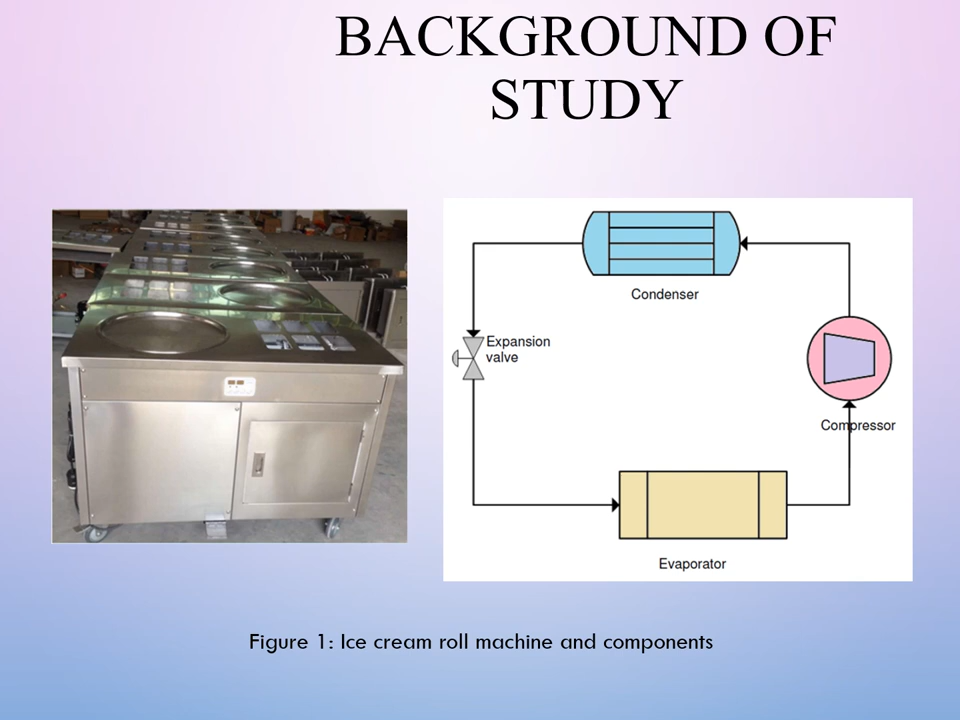 BACKGROUND OF
STUDY
Condenser
Expansion
valve
Compressor
Evaporator
Figure 1: Ice cream roll machine and components